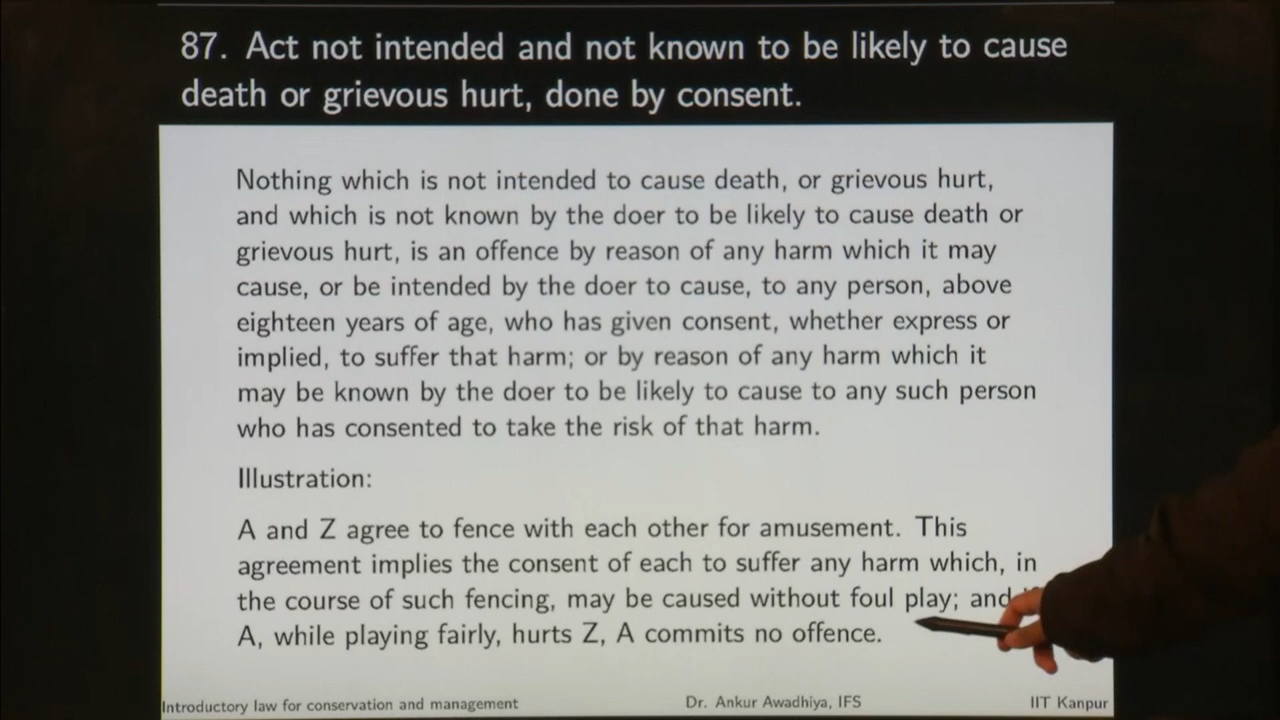 87. Act not intended and not known to be likely to cause
death or grievous hurt, done by consent.
Nothing which is not intended to cause death, or grievous hurt,
and which is not known by the doer to be likely to cause death or
grievous hurt, is an offence by reason of any harm which it may
cause, or be intended by the doer to cause, to any person, above
eighteen years of age, who has given consent, whether express or
implied, to suffer that harm; or by reason of any harm which it
may be known by the doer to be likely to cause to any such person
who has consented to take the risk of that harm.
Illustration:
A and Z agree to fence with each other for amusement. This
agreement implies the consent of each to suffer any harm which, in
the course of such fencing, may be caused without foul play; and
A, while playing fairly, hurts Z, A commits no offence.
Introductory law for conservation and management Dr. Ankur Awadhiya, IFS IIT Kanpur